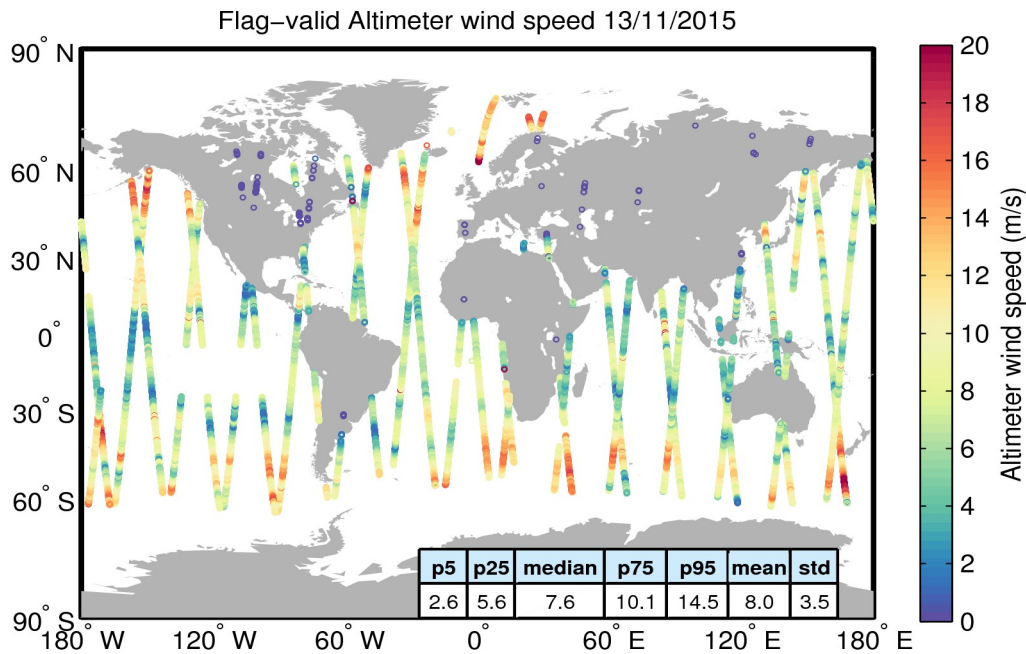 Flag−valid Altimeter wind speed 13/11/2015
90° N
60° N
30° N
0°
30° S
60° S
90° S
180° W
120° W
60° W
0°
60° E
120° E
180° E
p5 p25 median p75 p95 mean std
2.6 5.6 7.6 10.1 14.5 8.0 3.5
20
18
16
14
12
10
8
6
4
2
0
Altimeter wind speed (m/s)